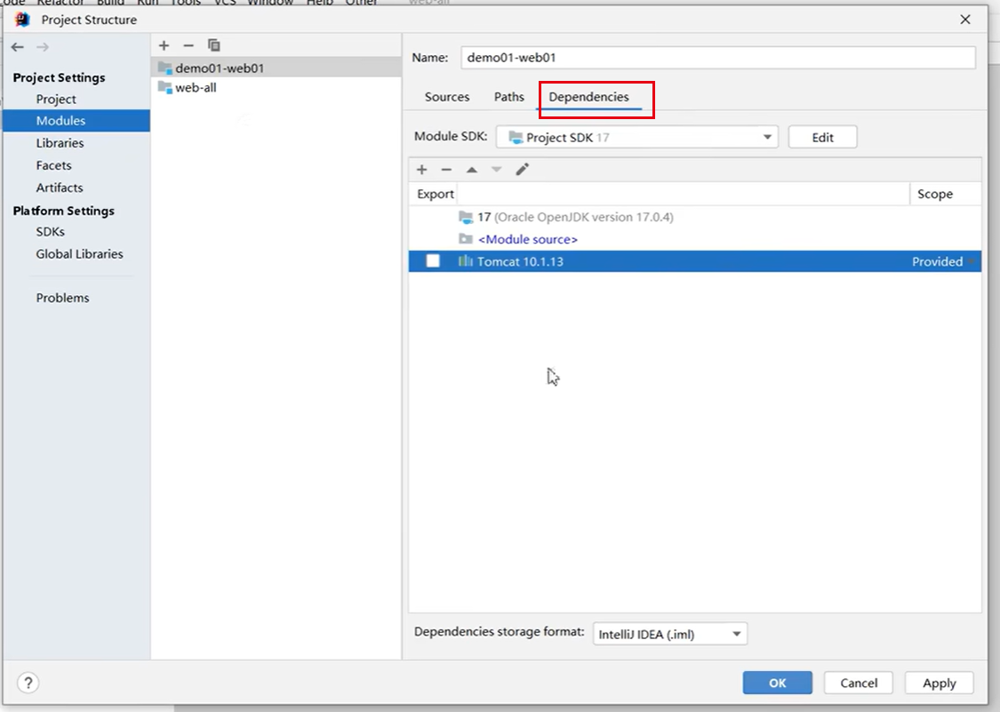 Code Refactor Build Run Tools VCS Window Help Other web-all
Project Structure
Project Settings
Project
Modules
Libraries
Facets
Artifacts
Platform Settings
SDKs
Global Libraries
Problems
demo01-web01
web-all
Name: demo01-web01
Sources Paths Dependencies
Module SDK: Project SDK 17 Edit
Export Scope
17 (Oracle OpenJDK version 17.0.4)
<Module source>
Tomcat 10.1.13 Provided
Dependencies storage format: IntelliJ IDEA (.iml)
? OK Cancel Apply